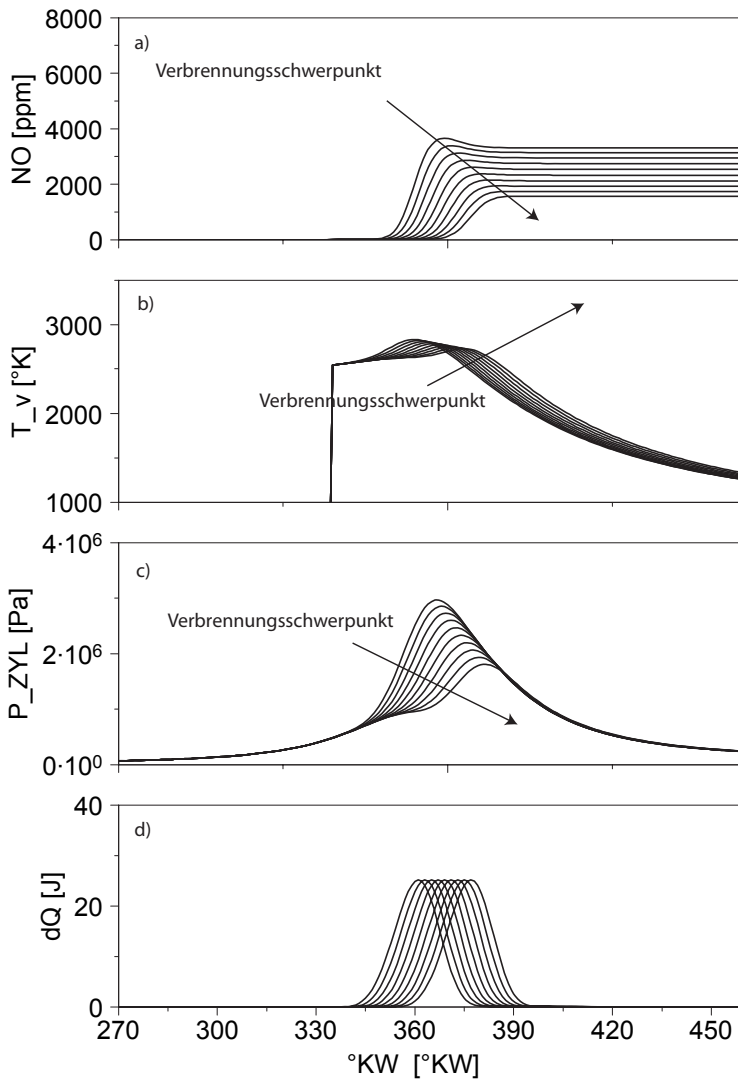 8000
a)
Verbrennungsschwerpunkt
6000
4000
2000
0
NO [ppm]
b)
3000
Verbrennungsschwerpunkt
2000
1000
T_v [°K]
4·10⁶
c)
Verbrennungsschwerpunkt
2·10⁶
0·10⁰
P_ZYL [Pa]
40
d)
20
0
dQ [J]
270 300 330 360 390 420 450
°KW [°KW]